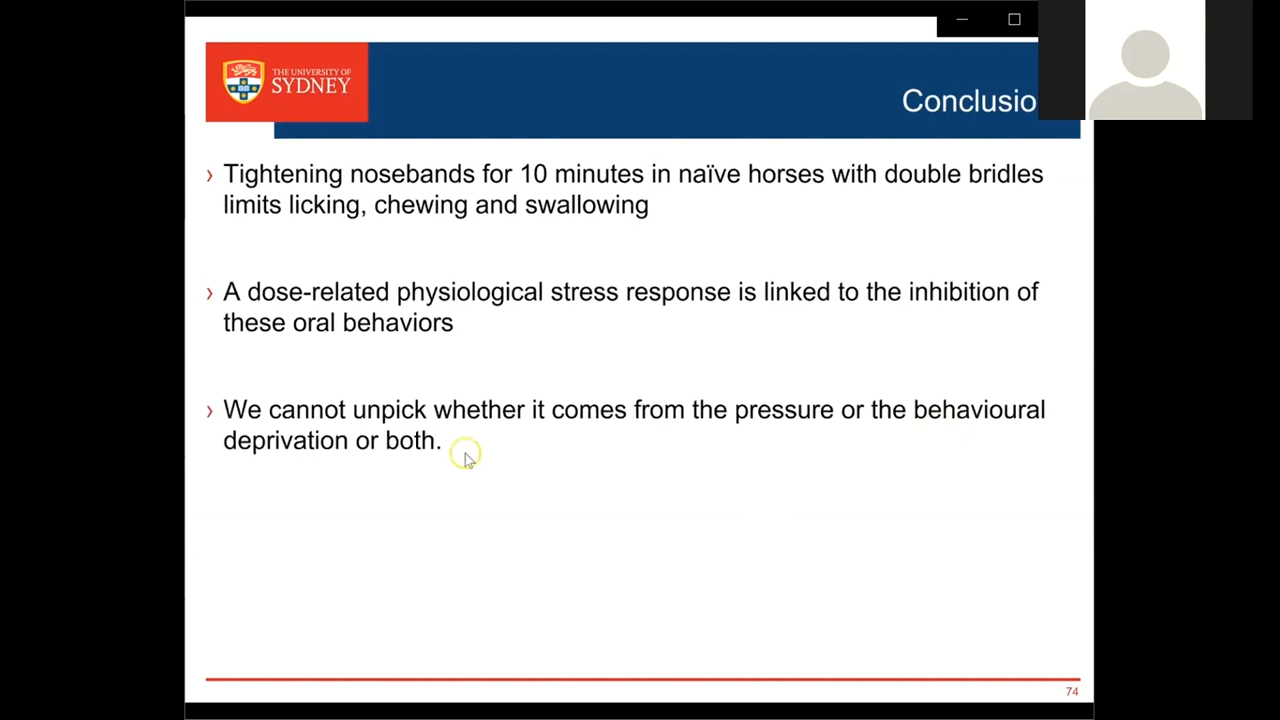 THE UNIVERSITY OF
SYDNEY
Conclusio
› Tightening nosebands for 10 minutes in naïve horses with double bridles
limits licking, chewing and swallowing
› A dose-related physiological stress response is linked to the inhibition of
these oral behaviors
› We cannot unpick whether it comes from the pressure or the behavioural
deprivation or both.
74